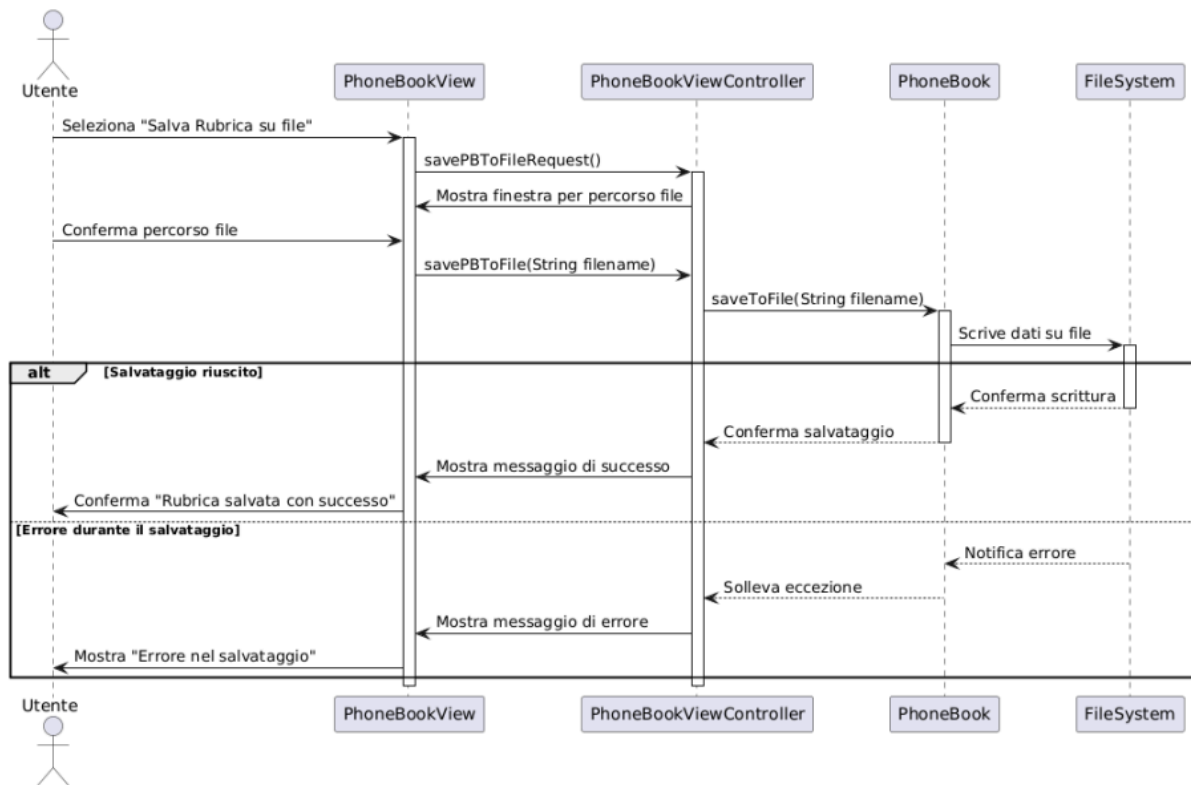 Utente
PhoneBookView
PhoneBookViewController
PhoneBook
FileSystem
Seleziona "Salva Rubrica su file"
savePBToFileRequest()
Mostra finestra per percorso file
Conferma percorso file
savePBToFile(String filename)
saveToFile(String filename)
Scrive dati su file
alt
[Salvataggio riuscito]
Conferma scrittura
Conferma salvataggio
Mostra messaggio di successo
Conferma "Rubrica salvata con successo"
[Errore durante il salvataggio]
Notifica errore
Solleva eccezione
Mostra messaggio di errore
Mostra "Errore nel salvataggio"
Utente
PhoneBookView
PhoneBookViewController
PhoneBook
FileSystem